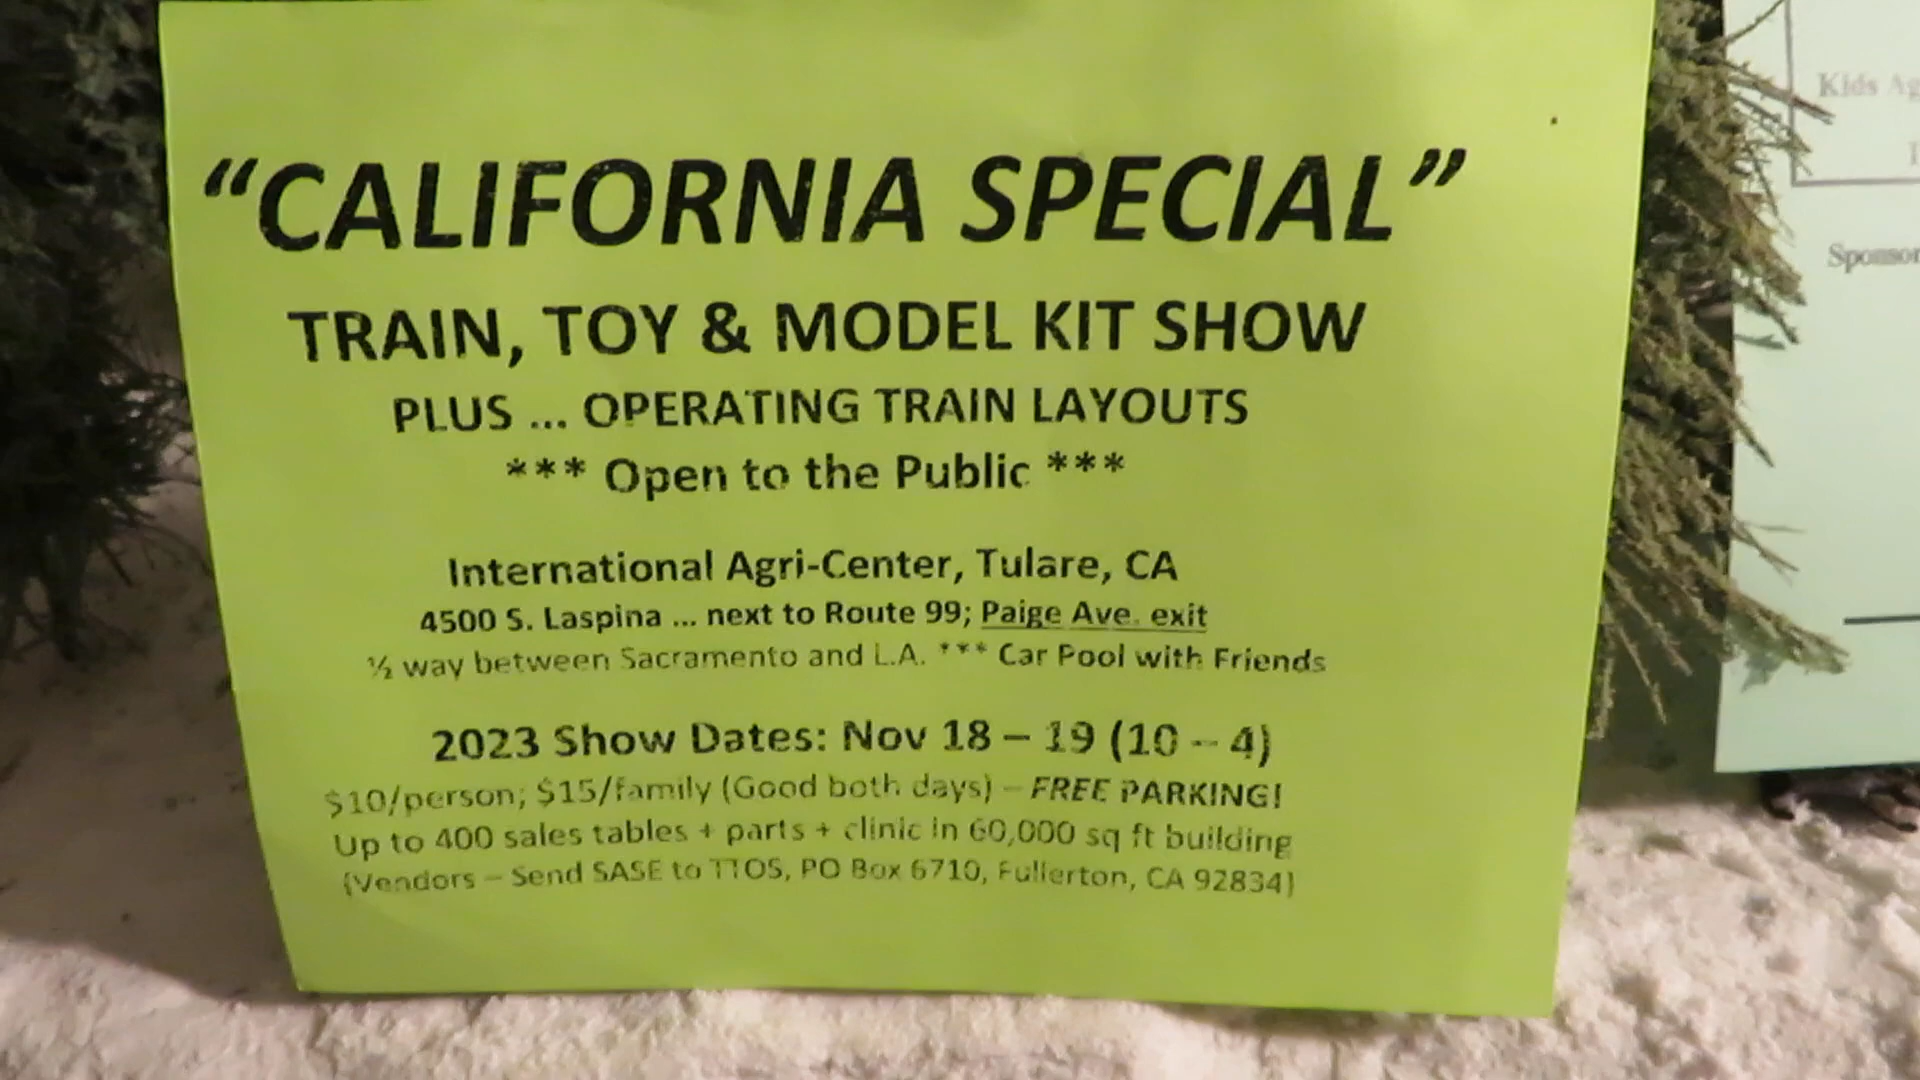 “CALIFORNIA SPECIAL”
TRAIN, TOY & MODEL KIT SHOW
PLUS ... OPERATING TRAIN LAYOUTS
*** Open to the Public ***
International Agri-Center, Tulare, CA
4500 S. Laspina ... next to Route 99; Paige Ave. exit
½ way between Sacramento and L.A. *** Car Pool with Friends
2023 Show Dates: Nov 18 – 19 (10 – 4)
$10/person; $15/family (Good both days) – FREE PARKING!
Up to 400 sales tables + parts + clinic in 60,000 sq ft building
(Vendors – Send SASE to TTOS, PO Box 6710, Fullerton, CA 92834)
Kids